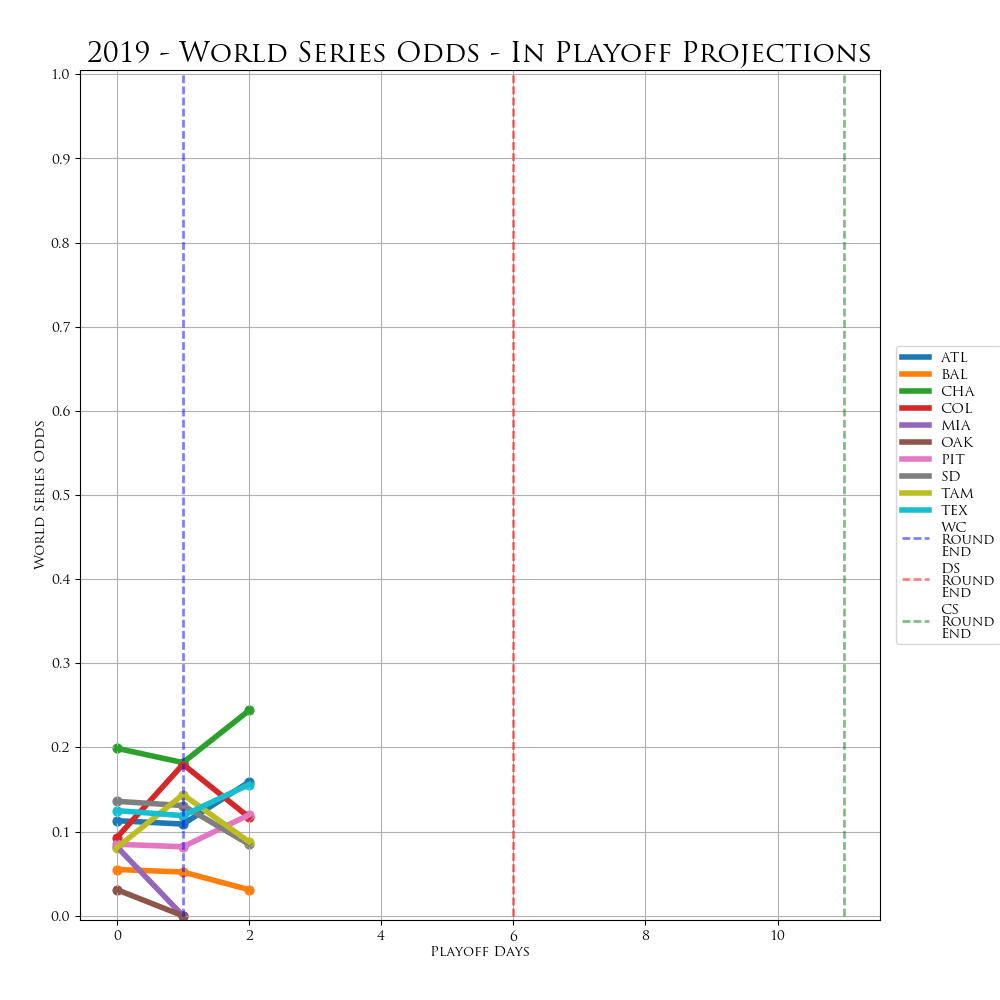 2019 - World Series Odds - In Playoff Projections
1.0
0.9
0.8
0.7
0.6
0.5
0.4
0.3
0.2
0.1
0.0
World Series Odds
0 2 4 6 8 10
Playoff Days
ATL
BAL
CHA
COL
MIA
OAK
PIT
SD
TAM
TEX
WC
Round
End
DS
Round
End
CS
Round
End